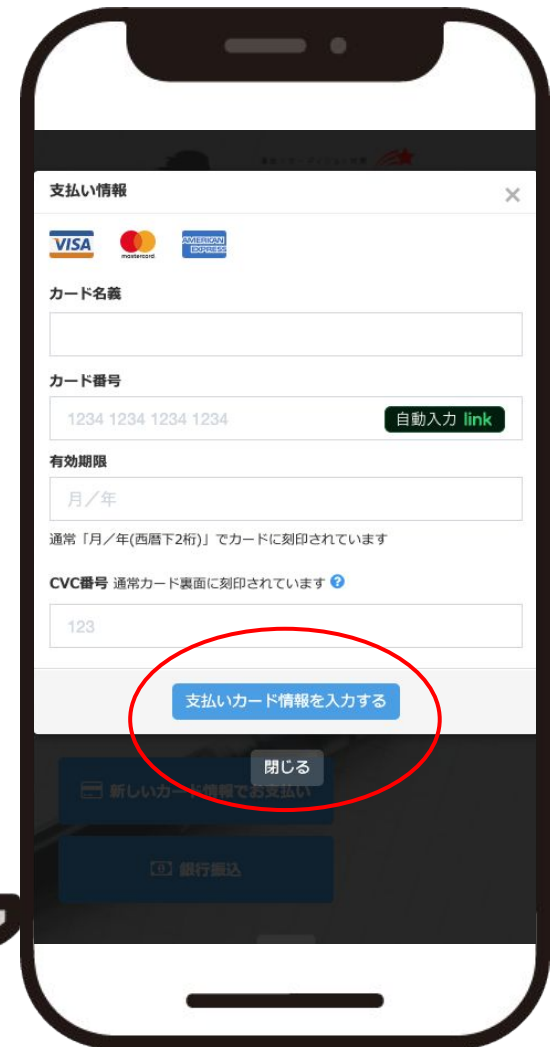 支払い情報
×
VISA mastercard AMERICAN EXPRESS
カード名義
カード番号
1234 1234 1234 1234 自動入力 link
有効期限
月／年
通常「月／年(西暦下2桁)」でカードに刻印されています
CVC番号 通常カード裏面に刻印されています ?
123
支払いカード情報を入力する
閉じる
新しいカード情報でお支払い
銀行振込